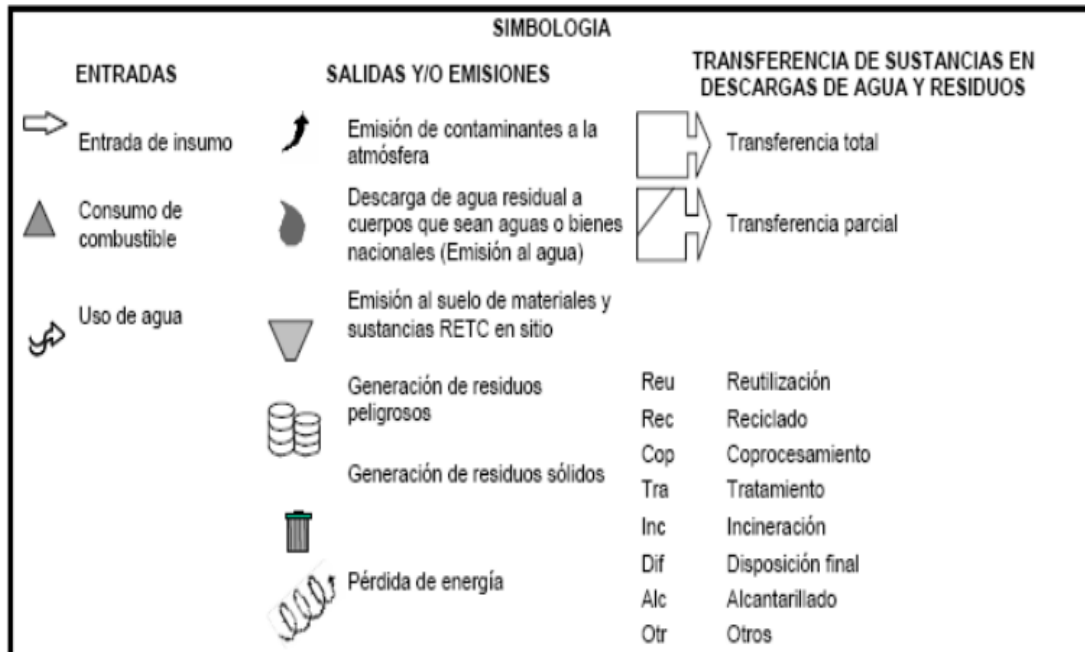 SIMBOLOGIA
ENTRADAS
Entrada de insumo
Consumo de
combustible
Uso de agua
SALIDAS Y/O EMISIONES
Emisión de contaminantes a la
atmósfera
Descarga de agua residual a
cuerpos que sean aguas o bienes
nacionales (Emisión al agua)
Emisión al suelo de materiales y
sustancias RETC en sitio
Generación de residuos
peligrosos
Generación de residuos sólidos
Pérdida de energía
TRANSFERENCIA DE SUSTANCIAS EN
DESCARGAS DE AGUA Y RESIDUOS
Transferencia total
Transferencia parcial
Reu Reutilización
Rec Reciclado
Cop Coprocesamiento
Tra Tratamiento
Inc Incineración
Dif Disposición final
Alc Alcantarillado
Otr Otros